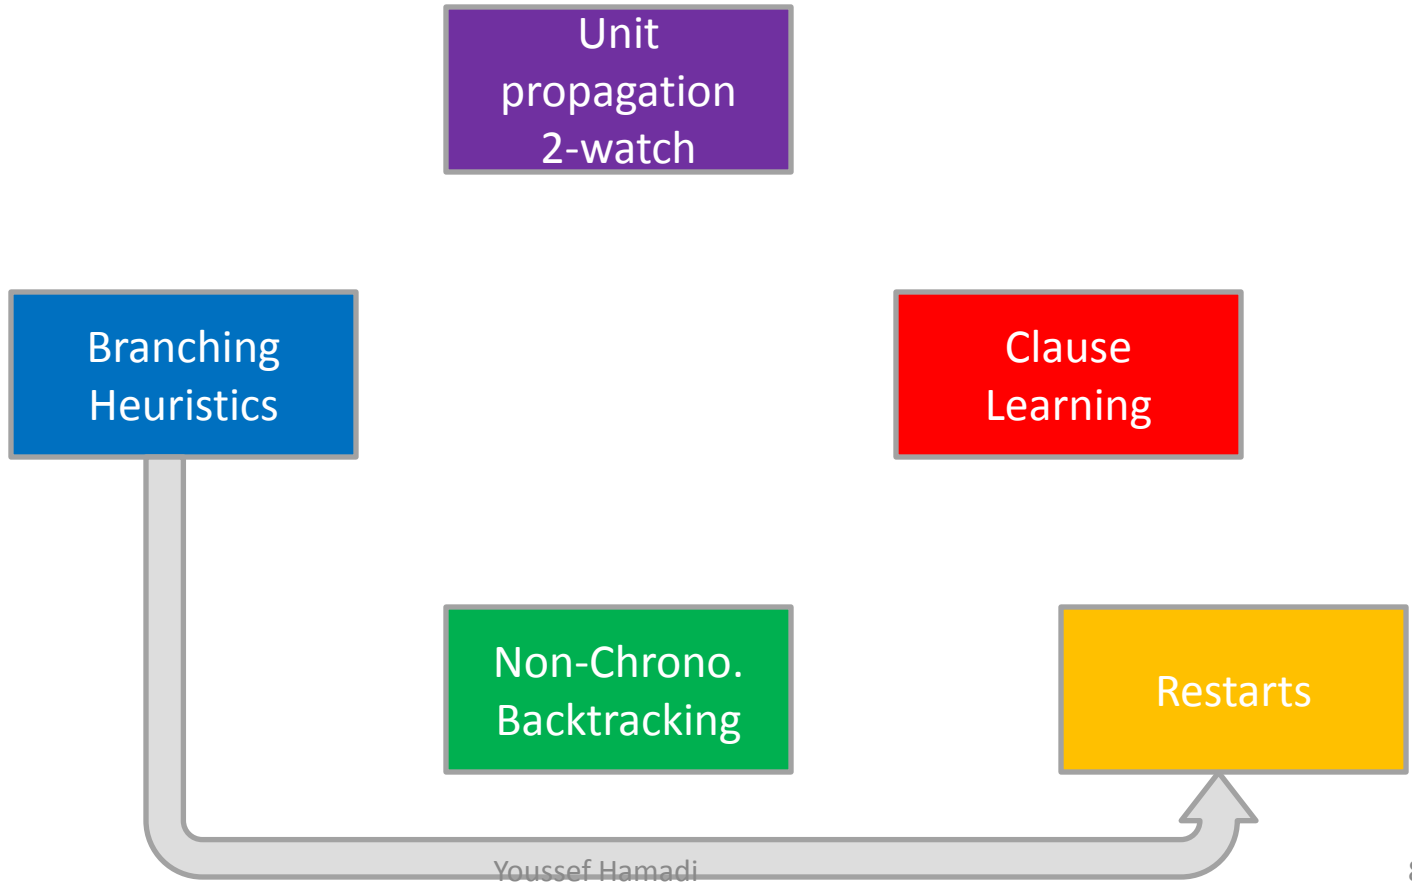 Unit
propagation
2-watch
Branching
Heuristics
Clause
Learning
Non-Chrono.
Backtracking
Restarts
Youssef Hamadi